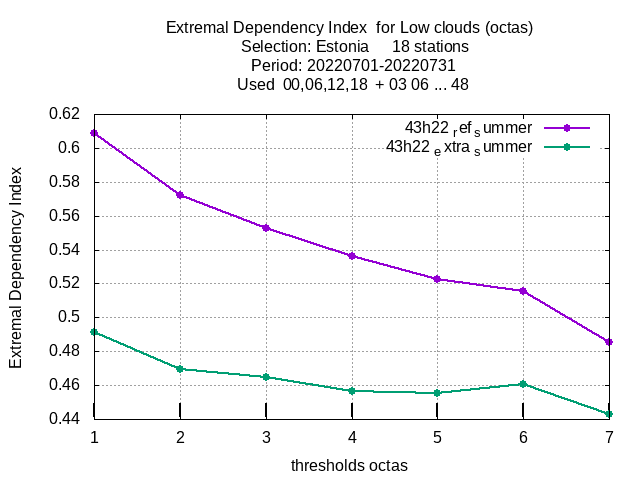 Extremal Dependency Index for Low clouds (octas)
Selection: Estonia 18 stations
Period: 20220701-20220731
Used 00,06,12,18 + 03 06 ... 48
43h22 ref summer
43h22 extra summer
0.62
0.6
0.58
0.56
0.54
0.52
0.5
0.48
0.46
0.44
Extremal Dependency Index
1 2 3 4 5 6 7
thresholds octas